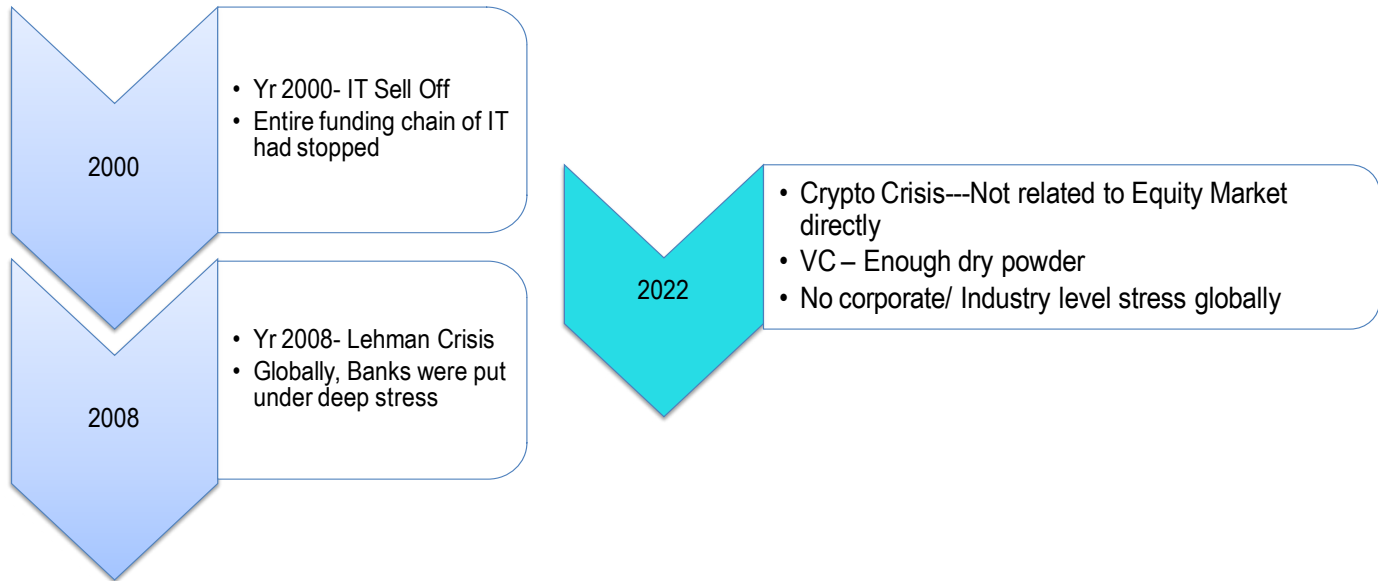 2000
• Yr 2000- IT Sell Off
• Entire funding chain of IT
had stopped
2008
• Yr 2008- Lehman Crisis
• Globally, Banks were put
under deep stress
2022
• Crypto Crisis---Not related to Equity Market
directly
• VC – Enough dry powder
• No corporate/ Industry level stress globally